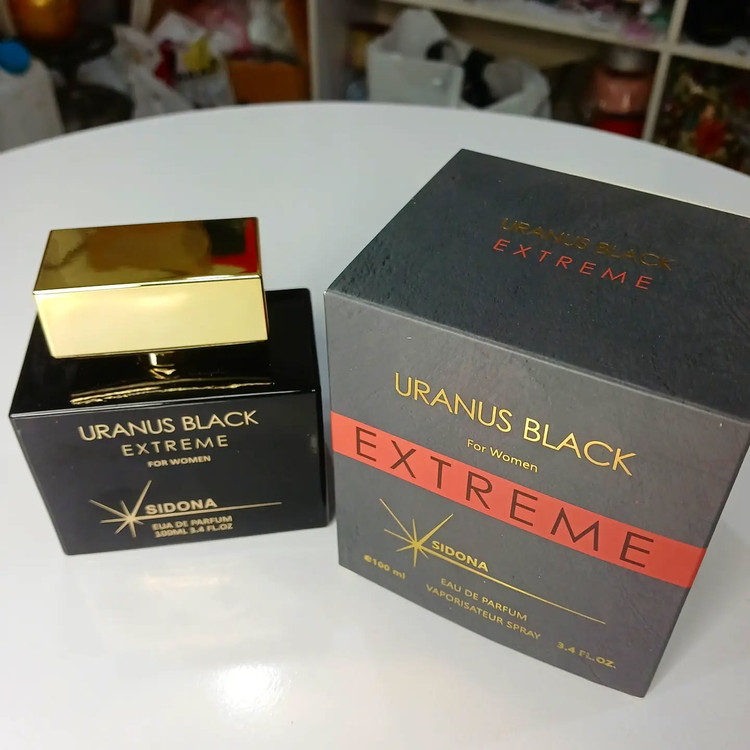 URANUS BLACK
EXTREME
FOR WOMEN
SIDONA
EUA DE PARFUM
100ML 3.4 FL.OZ
URANUS BLACK
EXTREME
URANUS BLACK
For Women
EXTREME
SIDONA
℮100 ml
EAU DE PARFUM
VAPORISATEUR SPRAY
3.4 FL.OZ.